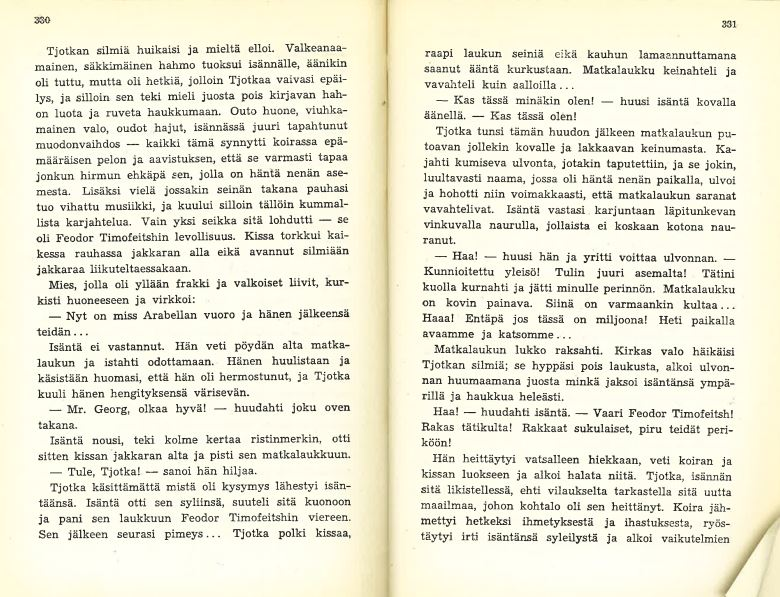 330
Tjotkan silmiä huikaisi ja mieltä elloi. Valkeanaa-
mainen, säkkimäinen hahmo tuoksui isännälle, äänikin
oli tuttu, mutta oli hetkiä, jolloin Tjotkaa vaivasi epäi-
lys, ja silloin sen teki mieli juosta pois kirjavan hah-
on luota ja ruveta haukkumaan. Outo huone, viuhka-
mainen valo, oudot hajut, isännässä juuri tapahtunut
muodonvaihdos — kaikki tämä synnytti koirassa epä-
määräisen pelon ja aavistuksen, että se varmasti tapaa
jonkun hirmun ehkäpä sen, jolla on häntä nenän ase-
mesta. Lisäksi vielä jossakin seinän takana pauhasi
tuo vihattu musiikki, ja kuului silloin tällöin kummal-
lista karjahtelua. Vain yksi seikka sitä lohdutti — se
oli Feodor Timofeitshin levollisuus. Kissa torkkui kai-
kessa rauhassa jakkaran alla eikä avannut silmiään
jakkaraa liikuteltaessakaan.
Mies, jolla oli yllään frakki ja valkoiset liivit, kur-
kisti huoneeseen ja virkkoi:
— Nyt on miss Arabellan vuoro ja hänen jälkeensä
teidän...
Isäntä ei vastannut. Hän veti pöydän alta matka-
laukun ja istahti odottamaan. Hänen huulistaan ja
käsistään huomasi, että hän oli hermostunut, ja Tjotka
kuuli hänen hengityksensä värisevän.
— Mr. Georg, olkaa hyvä! — huudahti joku oven
takana.
Isäntä nousi, teki kolme kertaa ristinmerkin, otti
sitten kissan jakkaran alta ja pisti sen matkalaukkuun.
— Tule, Tjotka! — sanoi hän hiljaa.
Tjotka käsittämättä mistä oli kysymys lähestyi isän-
täänsä. Isäntä otti sen syliinsä, suuteli sitä kuonoon
ja pani sen laukkuun Feodor Timofeitshin viereen.
Sen jälkeen seurasi pimeys... Tjotka polki kissaa,
331
raapi laukun seiniä eikä kauhun lamaannuttamana
saanut ääntä kurkustaan. Matkalaukku keinahteli ja
vavahteli kuin aalloilla...
— Kas tässä minäkin olen! — huusi isäntä kovalla
äänellä. — Kas tässä olen!
Tjotka tunsi tämän huudon jälkeen matkalaukun pu-
toavan jollekin kovalle ja lakkaavan keinumasta. Ka-
jahti kumiseva ulvonta, jotakin taputettiin, ja se jokin,
luultavasti naama, jossa oli häntä nenän paikalla, ulvoi
ja hohotti niin voimakkaasti, että matkalaukun saranat
vavahtelivat. Isäntä vastasi karjuntaan läpitunkevan
vinkuvalla naurulla, jollaista ei koskaan kotona nau-
ranut.
— Haa! — huusi hän ja yritti voittaa ulvonnan. —
Kunnioitettu yleisö! Tulin juuri asemalta! Tätini
kuolla kurnahti ja jätti minulle perinnön. Matkalaukku
on kovin painava. Siinä on varmaankin kultaa...
Haaa! Entäpä jos tässä on miljoona! Heti paikalla
avaamme ja katsomme...
Matkalaukun lukko raksahti. Kirkas valo häikäisi
Tjotkan silmiä; se hyppäsi pois laukusta, alkoi ulvon-
nan huumaamana juosta minkä jaksoi isäntänsä ympä-
rillä ja haukkua heleästi.
Haa! — huudahti isäntä. — Vaari Feodor Timofeitsh!
Rakas tätikulta! Rakkaat sukulaiset, piru teidät peri-
köön!
Hän heittäytyi vatsalleen hiekkaan, veti koiran ja
kissan luokseen ja alkoi halata niitä. Tjotka, isännän
sitä likistellessä, ehti vilaukselta tarkastella sitä uutta
maailmaa, johon kohtalo oli sen heittänyt. Koira jäh-
mettyi hetkeksi ihmetyksestä ja ihastuksesta, ryös-
täytyi irti isäntänsä syleilystä ja alkoi vaikutelmien